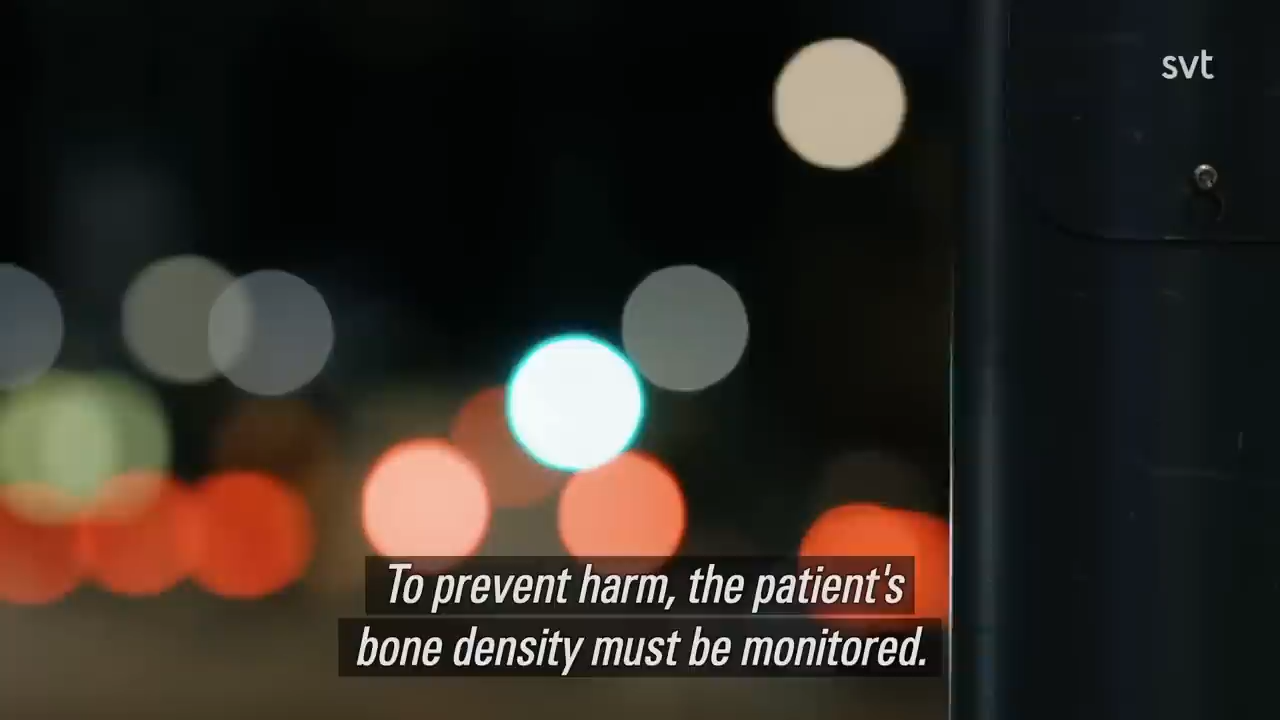 svt
To prevent harm, the patient's
bone density must be monitored.